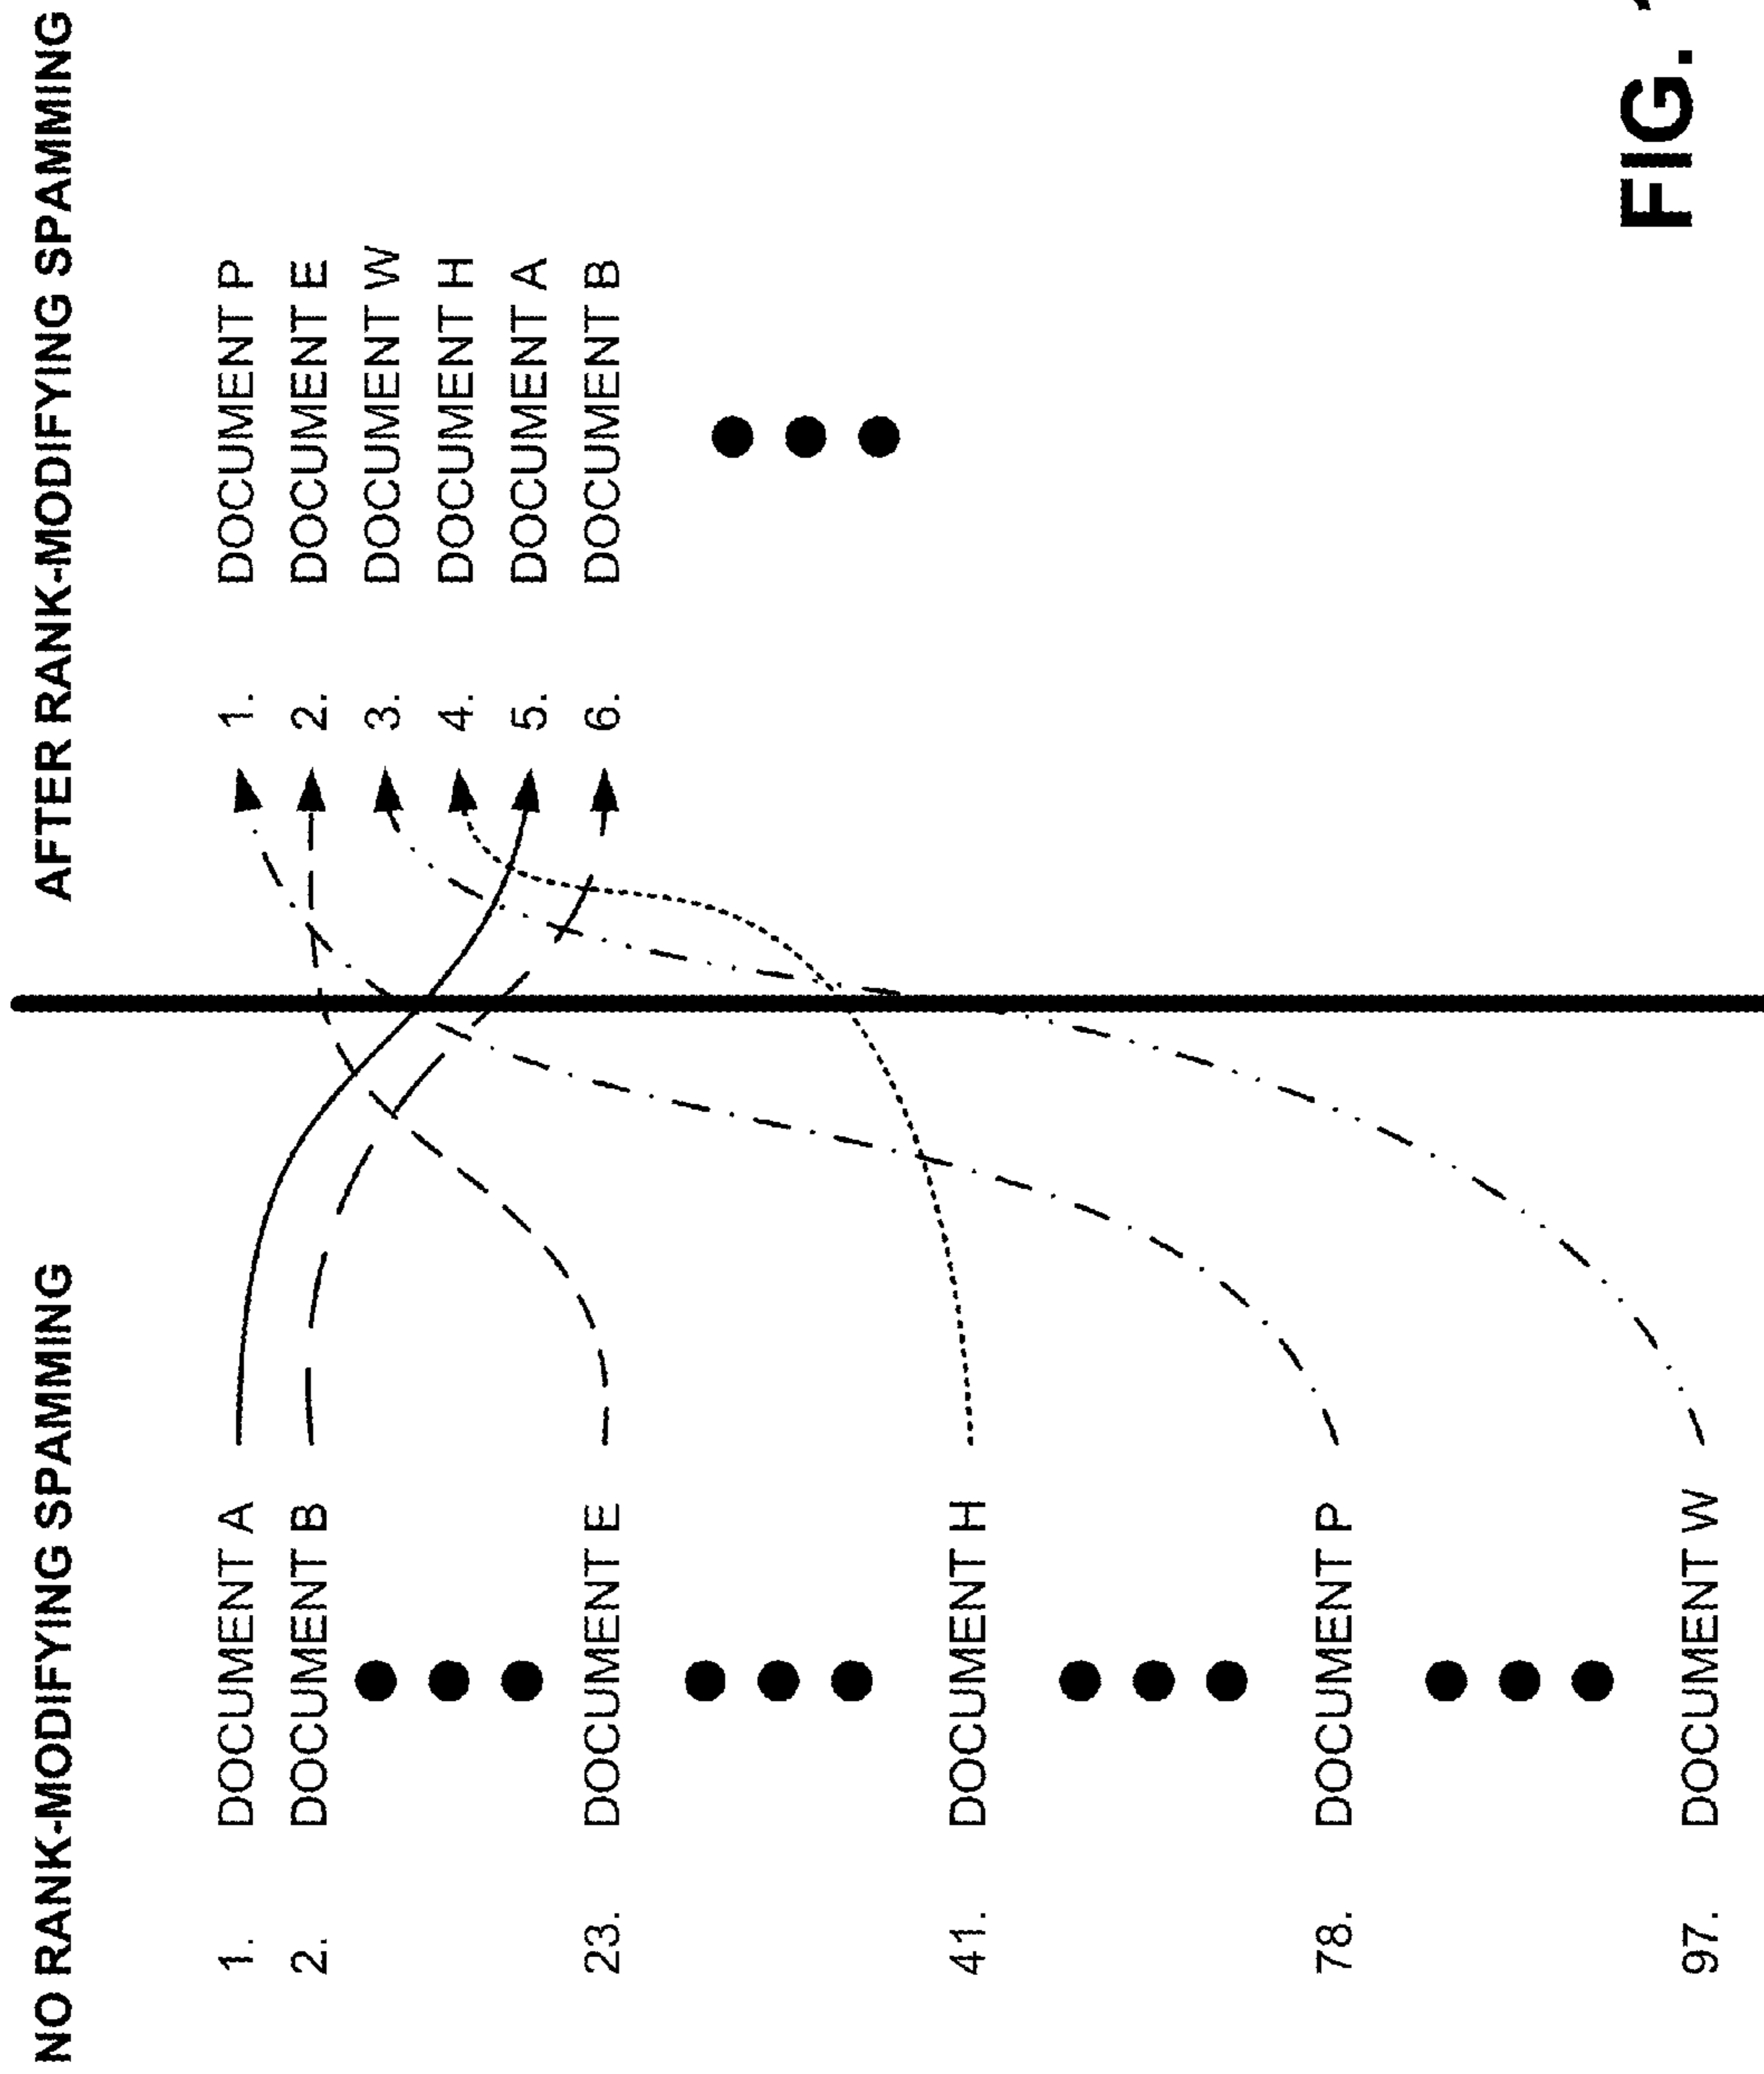 NO RANK-MODIFYING SPAMMING
1. DOCUMENT A
2. DOCUMENT B
23. DOCUMENT E
41. DOCUMENT H
78. DOCUMENT P
97. DOCUMENT W
AFTER RANK-MODIFYING SPAMMING
1. DOCUMENT P
2. DOCUMENT E
3. DOCUMENT W
4. DOCUMENT H
5. DOCUMENT A
6. DOCUMENT B
FIG.